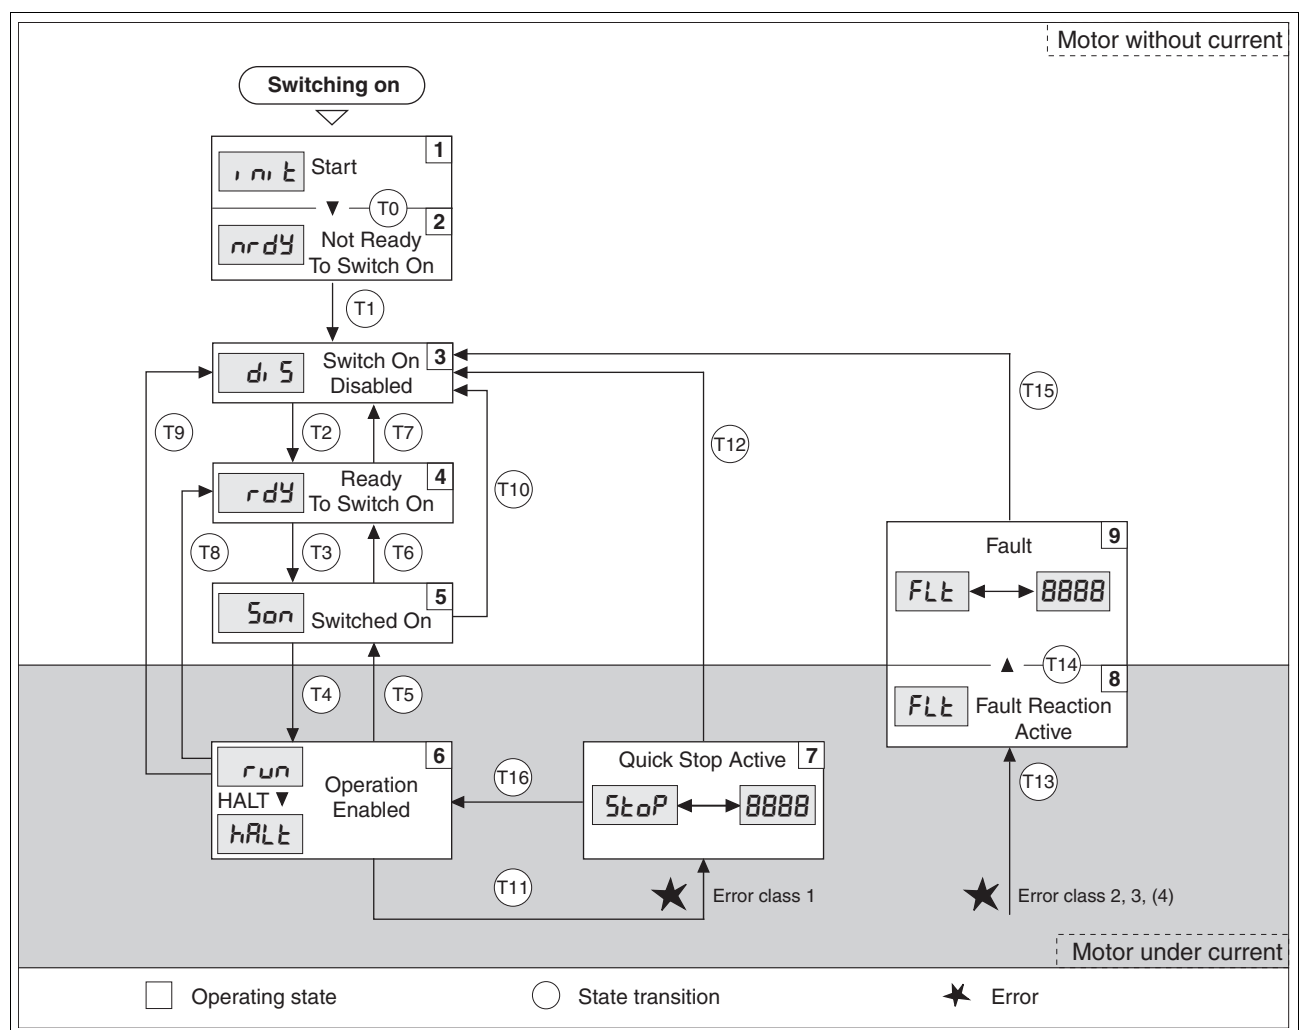 Motor without current
Switching on
1
init Start
T0
2
nrdY Not Ready
To Switch On
T1
3
diS Switch On
Disabled
T9
T2
T7
T12
T15
T10
4
rdY Ready
To Switch On
T8
T3
T6
5
Son Switched On
9
Fault
FLt 8888
T14
8
FLt Fault Reaction
Active
T4
T5
6
run
HALT
hALt
Operation
Enabled
T16
7
Quick Stop Active
StoP 8888
T13
T11
Error class 1
Error class 2, 3, (4)
Motor under current
Operating state
State transition
Error